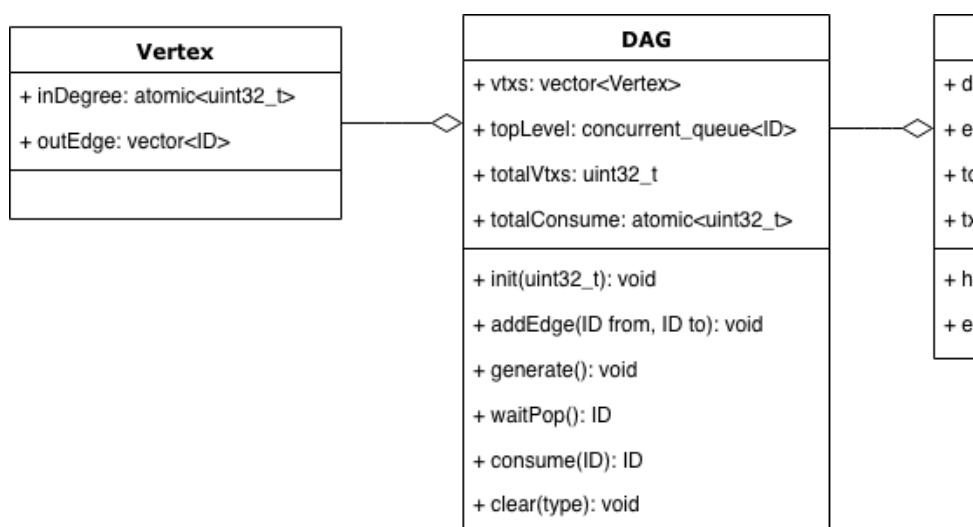 Vertex
+ inDegree: atomic<uint32_t>
+ outEdge: vector<ID>
DAG
+ vtxs: vector<Vertex>
+ topLevel: concurrent_queue<ID>
+ totalVtxs: uint32_t
+ totalConsume: atomic<uint32_t>
+ init(uint32_t): void
+ addEdge(ID from, ID to): void
+ generate(): void
+ waitPop(): ID
+ consume(ID): ID
+ clear(type): void